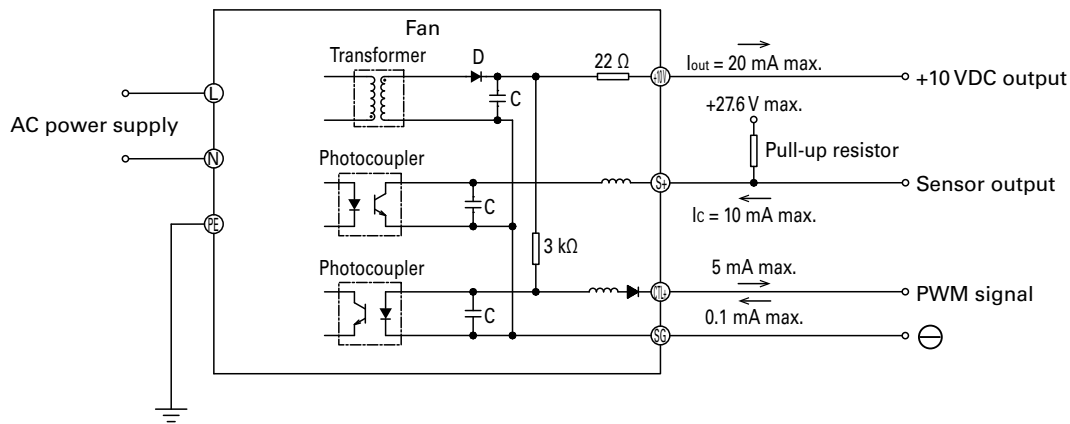 Fan
Transformer
D
22 Ω
+10V
Iout = 20 mA max.
+10 VDC output
C
+27.6 V max.
L
AC power supply
Pull-up resistor
N
Photocoupler
S+
Sensor output
C
IC = 10 mA max.
PE
3 kΩ
Photocoupler
5 mA max.
CTL+
PWM signal
C
0.1 mA max.
SG